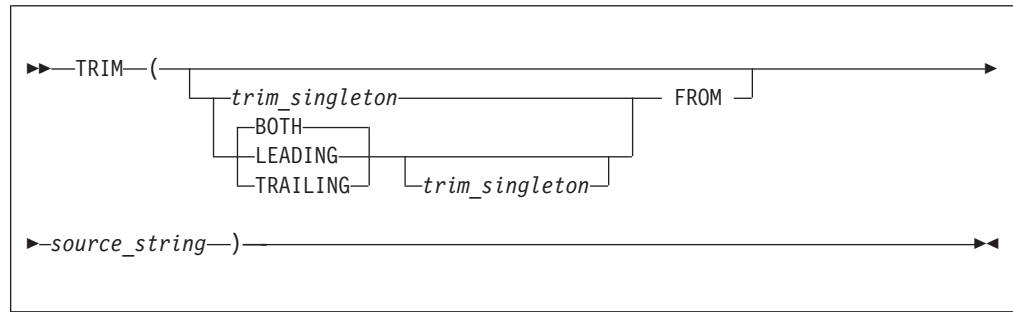 TRIM ( 
trim_singleton FROM
BOTH
LEADING
TRAILING trim_singleton
source_string )